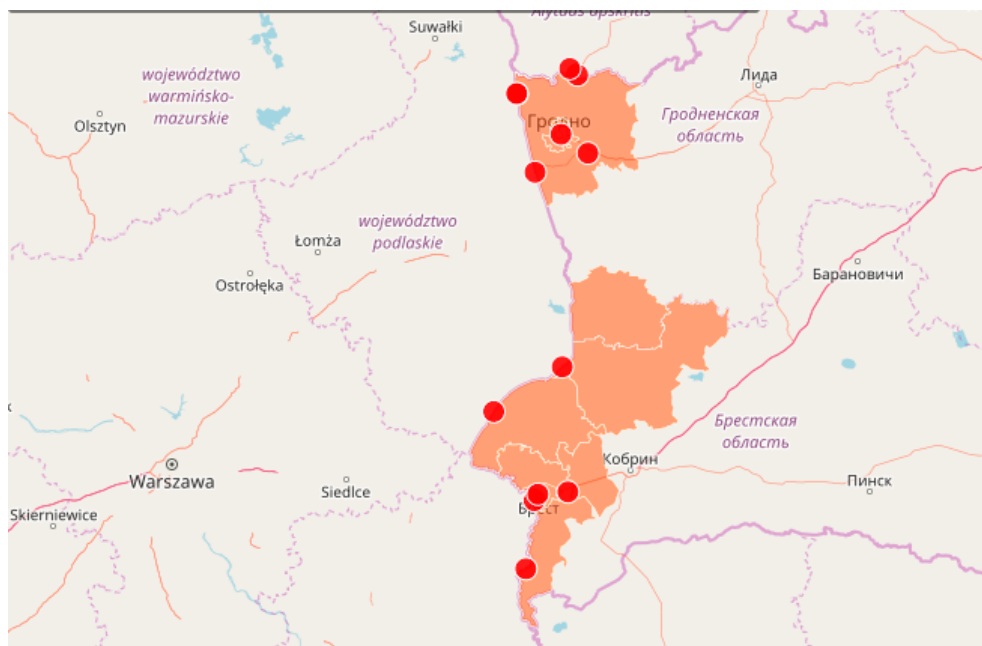 Alytaus apskritis
Suwałki
województwo
warmińsko-
mazurskie
Лида
Olsztyn
Гродно
Гродненская
область
województwo
podlaskie
Łomża
Ostrołęka
Барановичи
Брестская
область
Кобрин
Warszawa
Siedlce
Пинск
Skierniewice
Брест